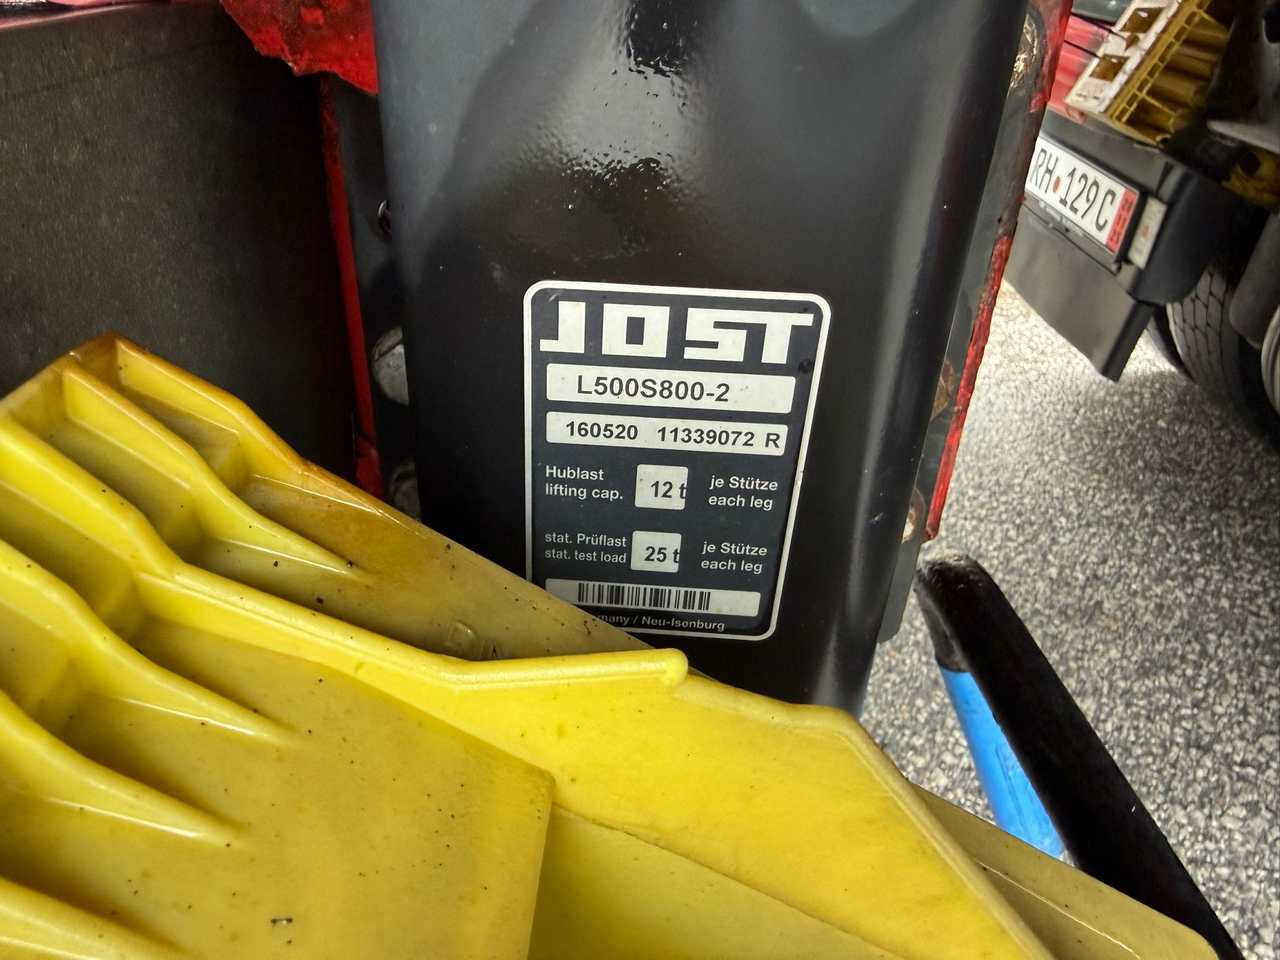 JOST
L500S800-2
160520 11339072 R
Hublast
lifting cap.
12 t
je Stütze
each leg
stat. Prüflast
stat. test load
25 t
je Stütze
each leg
/ Neu-Isenburg
RH·129C